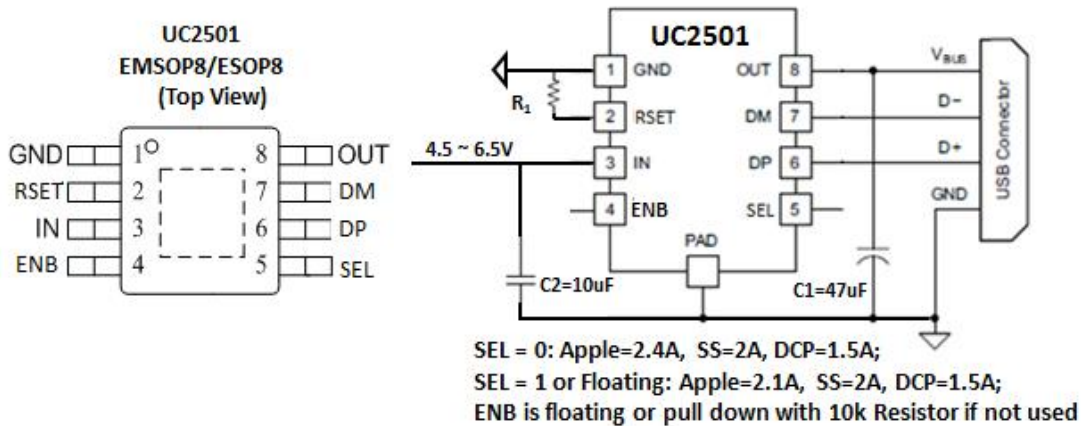 UC2501
EMSOP8/ESOP8
(Top View)
GND 1 8 OUT
RSET 2 7 DM
IN 3 6 DP
ENB 4 5 SEL
UC2501
1 GND OUT 8 VBUS
R1
2 RSET DM 7 D−
4.5 ~ 6.5V 3 IN DP 6 D+
4 ENB SEL 5 GND
USB Connector
PAD
C2=10uF
C1=47uF
SEL = 0: Apple=2.4A, SS=2A, DCP=1.5A;
SEL = 1 or Floating: Apple=2.1A, SS=2A, DCP=1.5A;
ENB is floating or pull down with 10k Resistor if not used